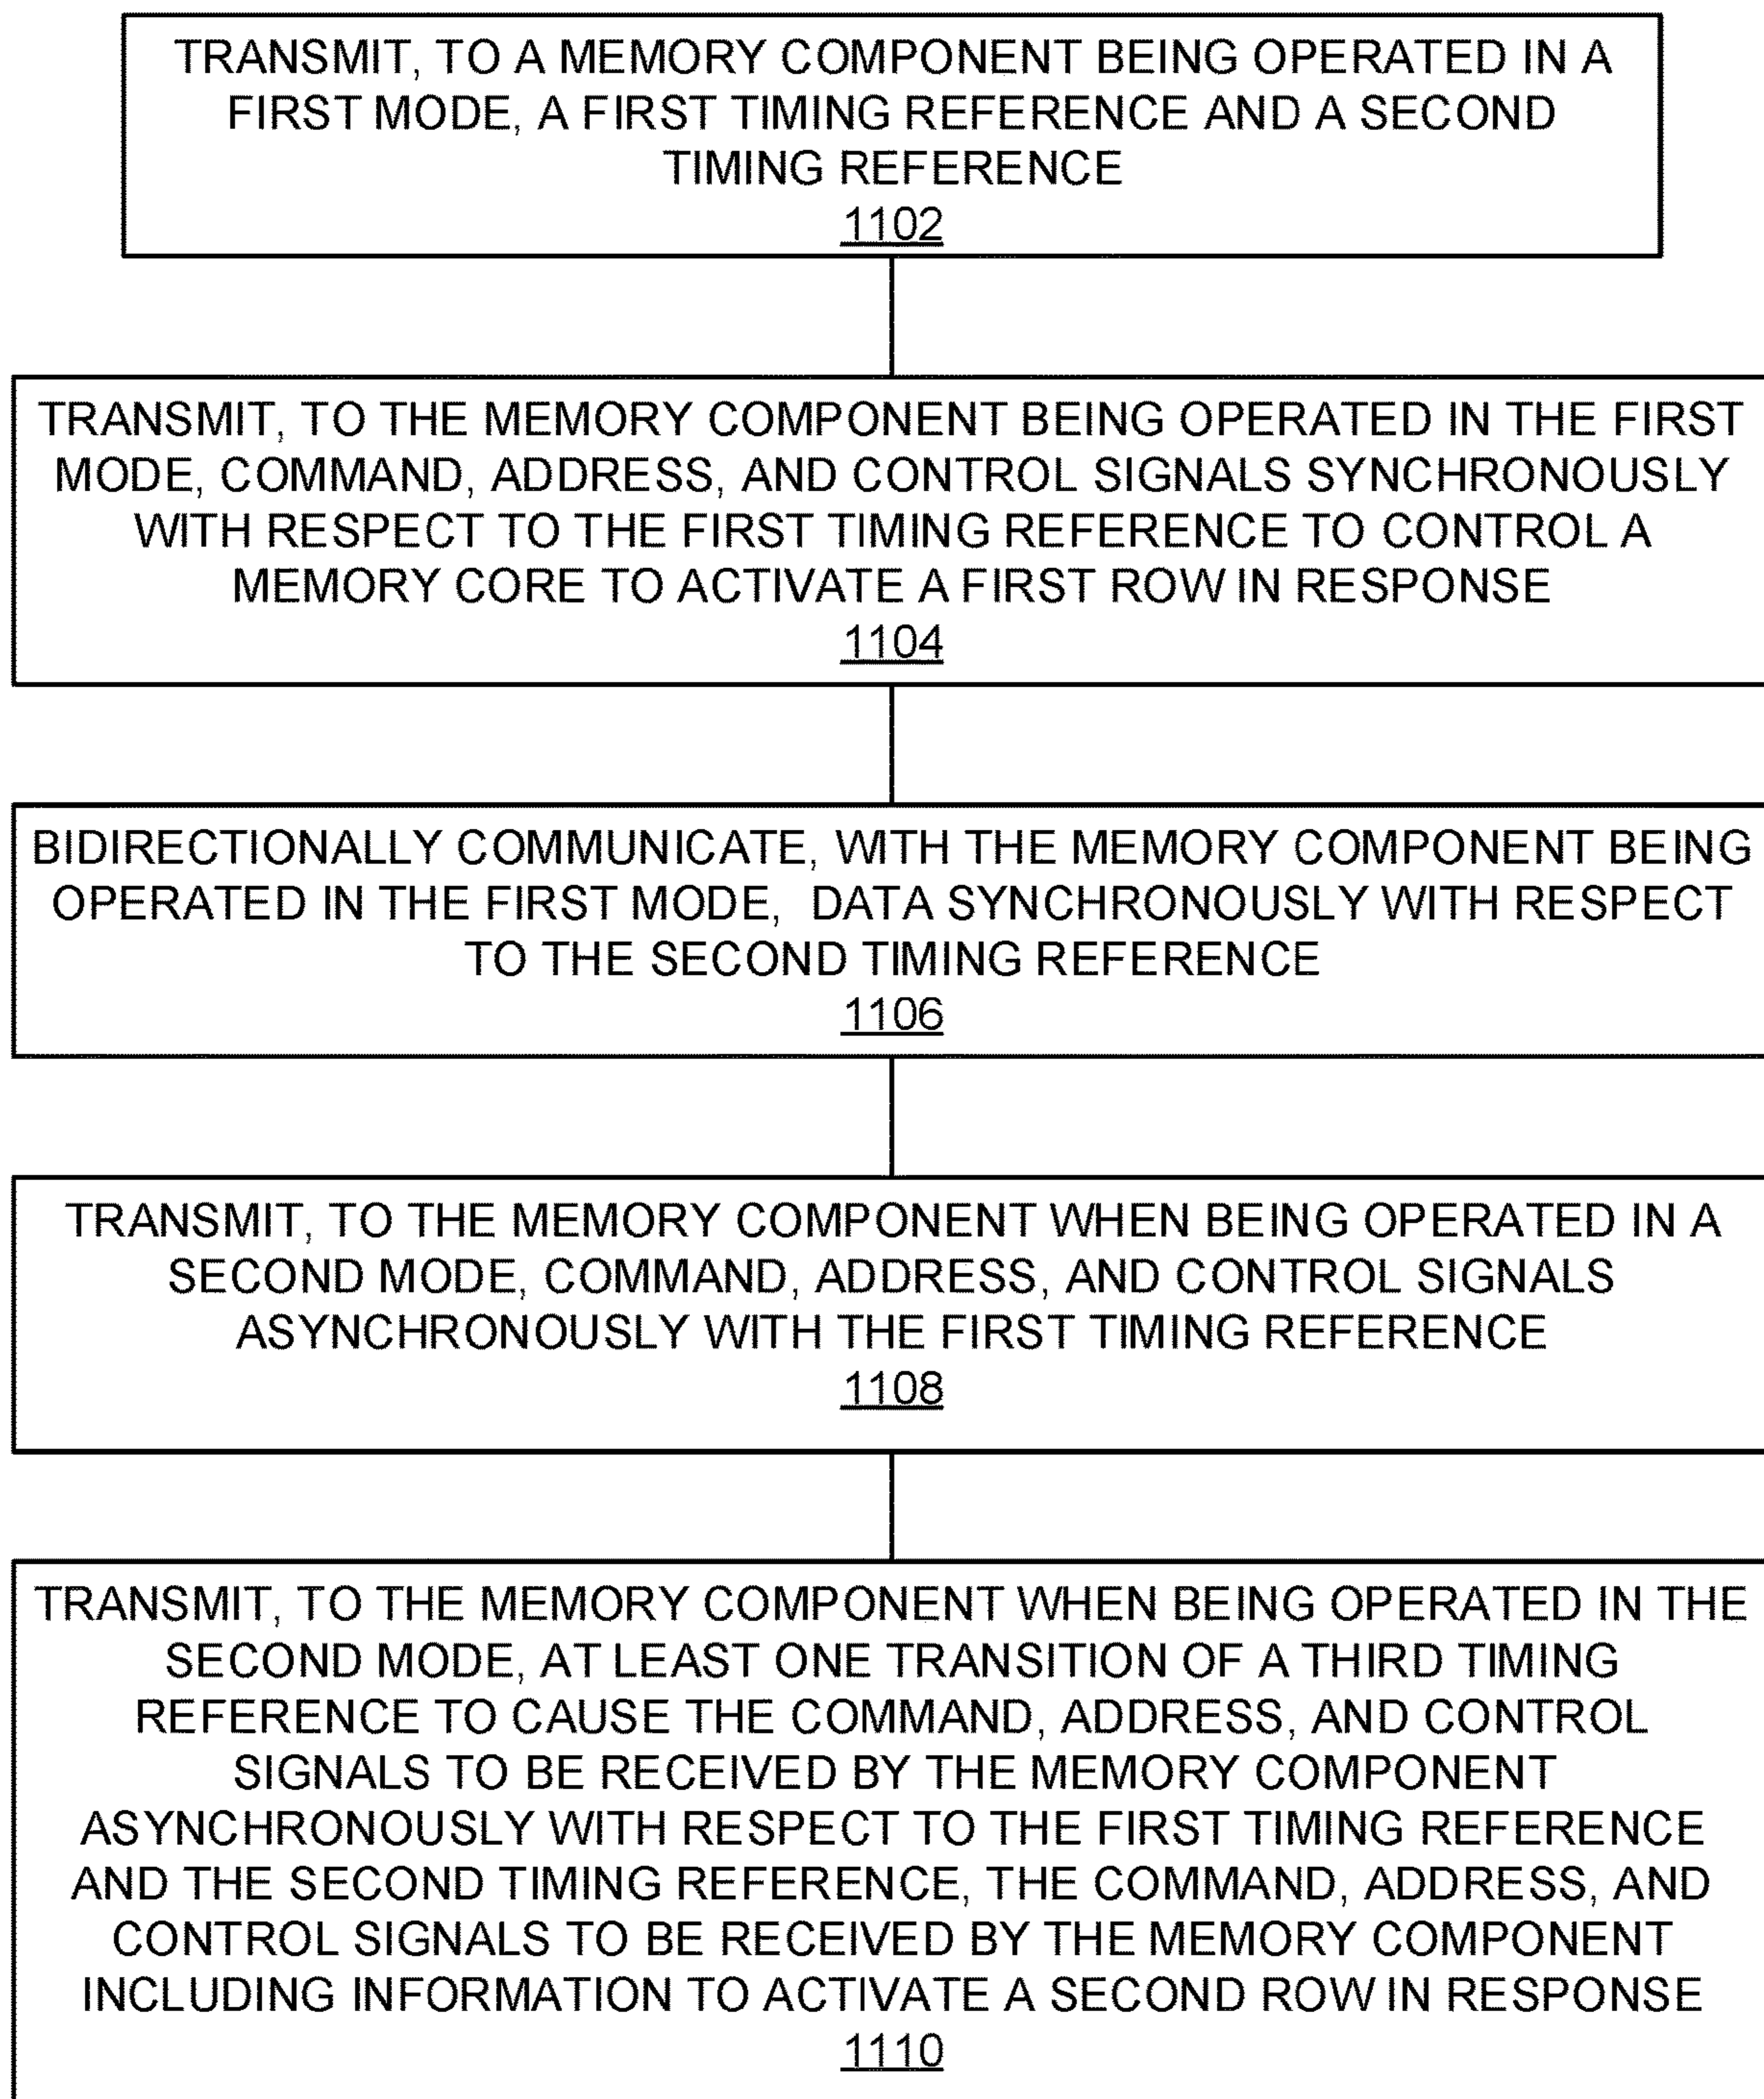 TRANSMIT, TO A MEMORY COMPONENT BEING OPERATED IN A
FIRST MODE, A FIRST TIMING REFERENCE AND A SECOND
TIMING REFERENCE
1102
TRANSMIT, TO THE MEMORY COMPONENT BEING OPERATED IN THE FIRST
MODE, COMMAND, ADDRESS, AND CONTROL SIGNALS SYNCHRONOUSLY
WITH RESPECT TO THE FIRST TIMING REFERENCE TO CONTROL A
MEMORY CORE TO ACTIVATE A FIRST ROW IN RESPONSE
1104
BIDIRECTIONALLY COMMUNICATE, WITH THE MEMORY COMPONENT BEING
OPERATED IN THE FIRST MODE, DATA SYNCHRONOUSLY WITH RESPECT
TO THE SECOND TIMING REFERENCE
1106
TRANSMIT, TO THE MEMORY COMPONENT WHEN BEING OPERATED IN A
SECOND MODE, COMMAND, ADDRESS, AND CONTROL SIGNALS
ASYNCHRONOUSLY WITH THE FIRST TIMING REFERENCE
1108
TRANSMIT, TO THE MEMORY COMPONENT WHEN BEING OPERATED IN THE
SECOND MODE, AT LEAST ONE TRANSITION OF A THIRD TIMING
REFERENCE TO CAUSE THE COMMAND, ADDRESS, AND CONTROL
SIGNALS TO BE RECEIVED BY THE MEMORY COMPONENT
ASYNCHRONOUSLY WITH RESPECT TO THE FIRST TIMING REFERENCE
AND THE SECOND TIMING REFERENCE, THE COMMAND, ADDRESS, AND
CONTROL SIGNALS TO BE RECEIVED BY THE MEMORY COMPONENT
INCLUDING INFORMATION TO ACTIVATE A SECOND ROW IN RESPONSE
1110